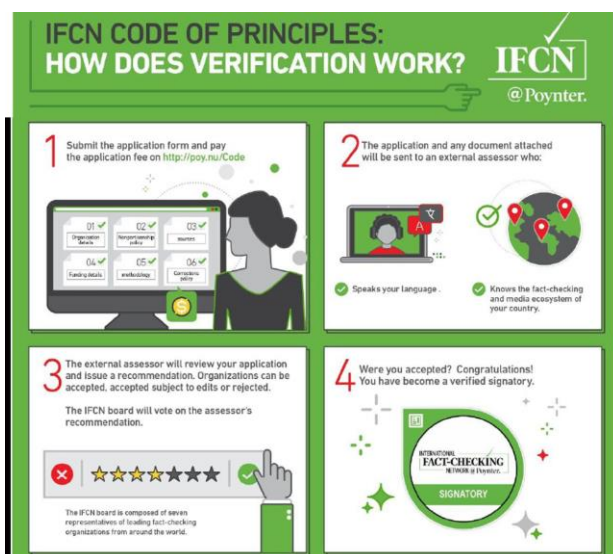 IFCN CODE OF PRINCIPLES:
HOW DOES VERIFICATION WORK?
IFCN
@Poynter.
1
Submit the application form and pay
the application fee on http://poy.nu/Code
01
Organization
details
02
Nonpartisanship
policy
03
sources
04
Funding details
05
methodology
06
Corrections
policy
$
2
The application and any document attached
will be sent to an external assessor who:
A
文
Speaks your language .
Knows the fact-checking
and media ecosystem of
your country.
3
The external assessor will review your application
and issue a recommendation. Organizations can be
accepted, accepted subject to edits or rejected.
The IFCN board will vote on the assessor's
recommendation.
The IFCN board is composed of seven
representatives of leading fact-checking
organizations from around the world.
4
Were you accepted? Congratulations!
You have become a verified signatory.
INTERNATIONAL
FACT-CHECKING
NETWORK @Poynter.
SIGNATORY